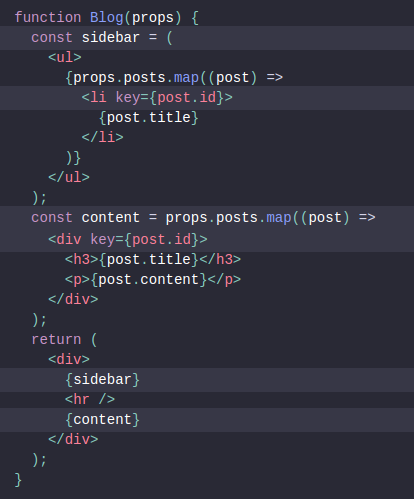 function Blog(props) {
  const sidebar = (
    <ul>
      {props.posts.map((post) =>
        <li key={post.id}>
          {post.title}
        </li>
      )}
    </ul>
  );
  const content = props.posts.map((post) =>
    <div key={post.id}>
      <h3>{post.title}</h3>
      <p>{post.content}</p>
    </div>
  );
  return (
    <div>
      {sidebar}
      <hr />
      {content}
    </div>
  );
}